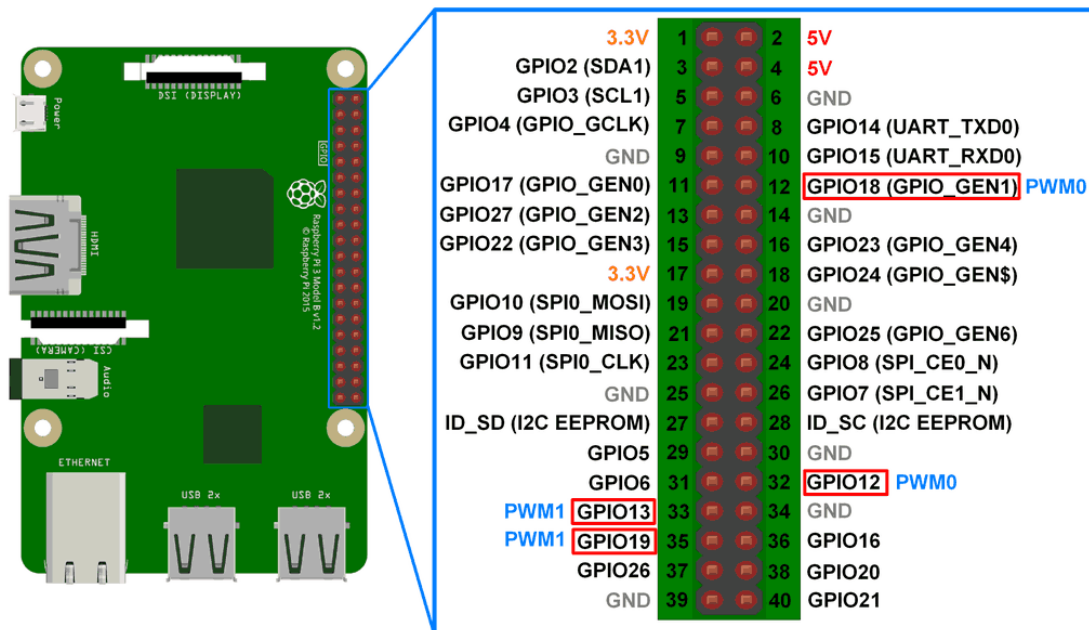 DSI (DISPLAY)
Power
HDMI
CSI (CAMERA)
Audio
ETHERNET
USB 2x
USB 2x
GPIO
Raspberry Pi 3 Model B v1.2
© Raspberry Pi 2015
3.3V 1 2 5V
GPIO2 (SDA1) 3 4 5V
GPIO3 (SCL1) 5 6 GND
GPIO4 (GPIO_GCLK) 7 8 GPIO14 (UART_TXD0)
GND 9 10 GPIO15 (UART_RXD0)
GPIO17 (GPIO_GEN0) 11 12 GPIO18 (GPIO_GEN1) PWM0
GPIO27 (GPIO_GEN2) 13 14 GND
GPIO22 (GPIO_GEN3) 15 16 GPIO23 (GPIO_GEN4)
3.3V 17 18 GPIO24 (GPIO_GEN$)
GPIO10 (SPI0_MOSI) 19 20 GND
GPIO9 (SPI0_MISO) 21 22 GPIO25 (GPIO_GEN6)
GPIO11 (SPI0_CLK) 23 24 GPIO8 (SPI_CE0_N)
GND 25 26 GPIO7 (SPI_CE1_N)
ID_SD (I2C EEPROM) 27 28 ID_SC (I2C EEPROM)
GPIO5 29 30 GND
GPIO6 31 32 GPIO12 PWM0
PWM1 GPIO13 33 34 GND
PWM1 GPIO19 35 36 GPIO16
GPIO26 37 38 GPIO20
GND 39 40 GPIO21